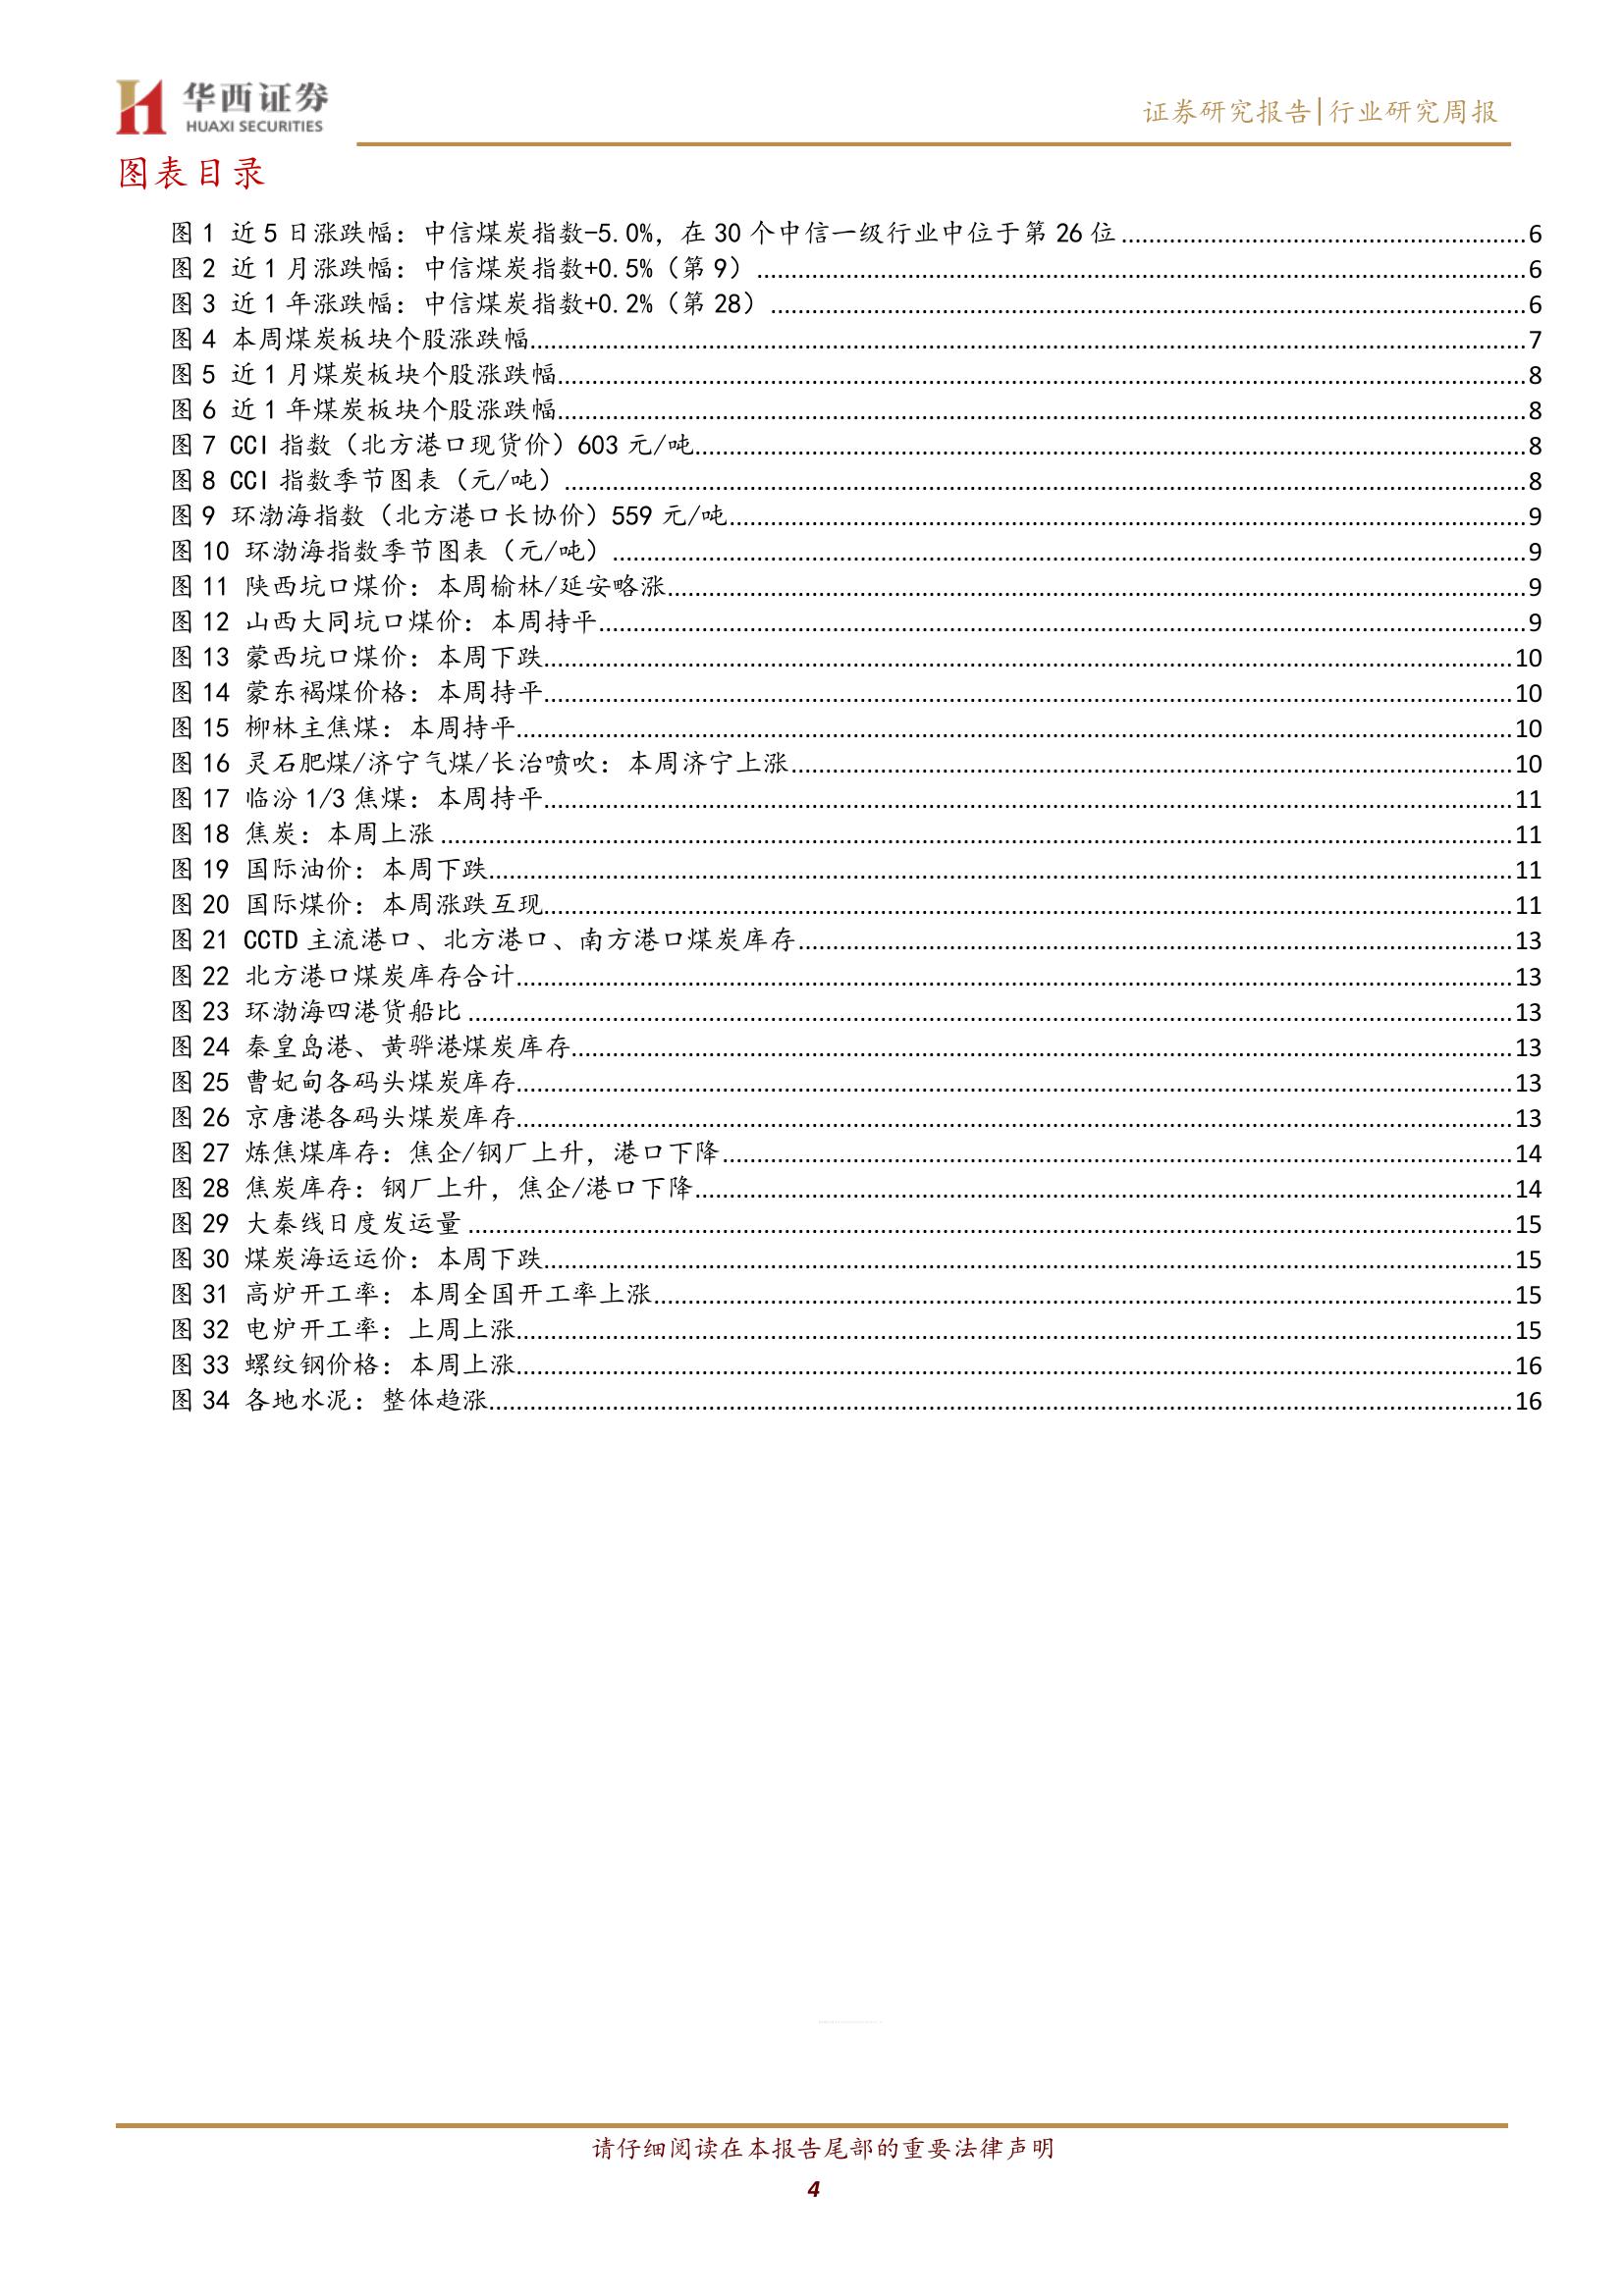 华西证券
HUAXI SECURITIES
证券研究报告|行业研究周报
图表目录
图 1 近 5 日涨跌幅：中信煤炭指数-5.0%，在 30 个中信一级行业中位于第 26 位........................................6
图 2 近 1 月涨跌幅：中信煤炭指数+0.5%（第 9）........................................6
图 3 近 1 年涨跌幅：中信煤炭指数+0.2%（第 28）........................................6
图 4 本周煤炭板块个股涨跌幅........................................7
图 5 近 1 月煤炭板块个股涨跌幅........................................8
图 6 近 1 年煤炭板块个股涨跌幅........................................8
图 7 CCI 指数（北方港口现货价）603 元/吨........................................8
图 8 CCI 指数季节图表（元/吨）........................................8
图 9 环渤海指数（北方港口长协价）559 元/吨........................................9
图 10 环渤海指数季节图表（元/吨）........................................9
图 11 陕西坑口煤价：本周榆林/延安略涨........................................9
图 12 山西大同坑口煤价：本周持平........................................9
图 13 蒙西坑口煤价：本周下跌........................................10
图 14 蒙东褐煤价格：本周持平........................................10
图 15 柳林主焦煤：本周持平........................................10
图 16 灵石肥煤/济宁气煤/长治喷吹：本周济宁上涨........................................10
图 17 临汾 1/3 焦煤：本周持平........................................11
图 18 焦炭：本周上涨........................................11
图 19 国际油价：本周下跌........................................11
图 20 国际煤价：本周涨跌互现........................................11
图 21 CCTD 主流港口、北方港口、南方港口煤炭库存........................................13
图 22 北方港口煤炭库存合计........................................13
图 23 环渤海四港货船比........................................13
图 24 秦皇岛港、黄骅港煤炭库存........................................13
图 25 曹妃甸各码头煤炭库存........................................13
图 26 京唐港各码头煤炭库存........................................13
图 27 炼焦煤库存：焦企/钢厂上升，港口下降........................................14
图 28 焦炭库存：钢厂上升，焦企/港口下降........................................14
图 29 大秦线日度发运量........................................15
图 30 煤炭海运运价：本周下跌........................................15
图 31 高炉开工率：本周全国开工率上涨........................................15
图 32 电炉开工率：上周上涨........................................15
图 33 螺纹钢价格：本周上涨........................................16
图 34 各地水泥：整体趋涨........................................16
请仔细阅读在本报告尾部的重要法律声明
4